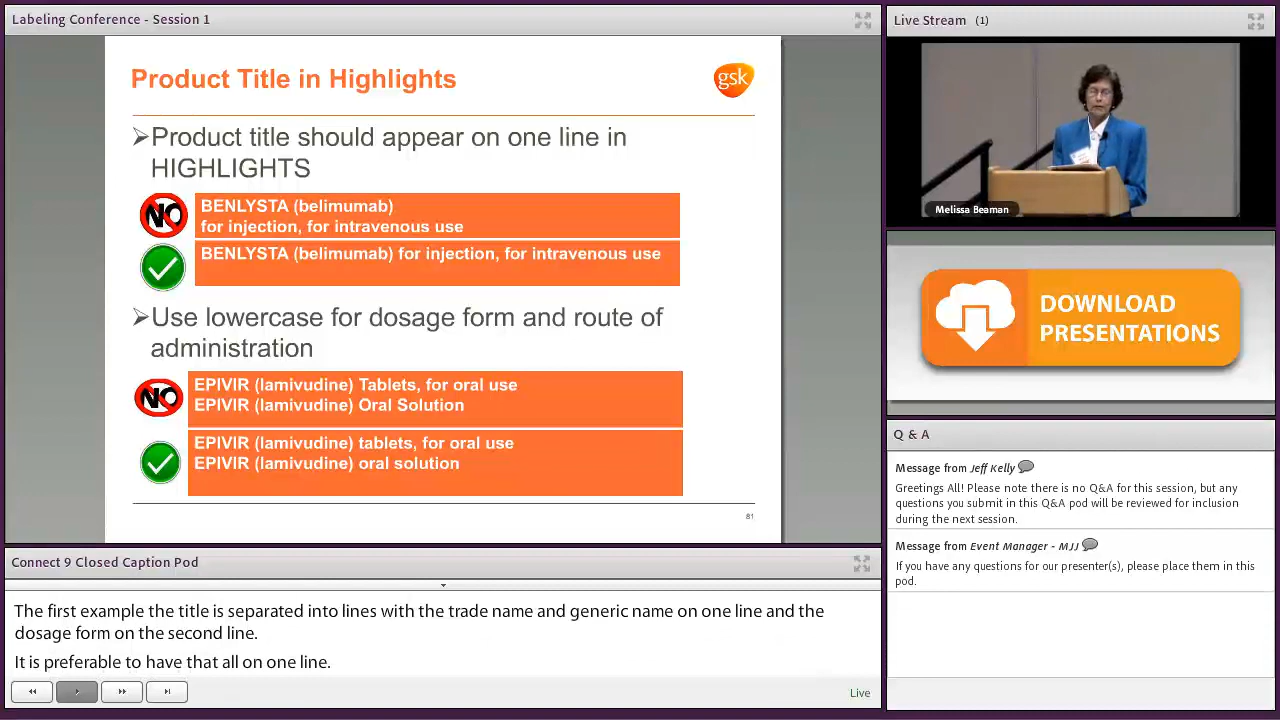 Labeling Conference - Session 1
Product Title in Highlights
gsk
➢Product title should appear on one line in
HIGHLIGHTS
NO
BENLYSTA (belimumab)
for injection, for intravenous use
BENLYSTA (belimumab) for injection, for intravenous use
➢Use lowercase for dosage form and route of
administration
NO
EPIVIR (lamivudine) Tablets, for oral use
EPIVIR (lamivudine) Oral Solution
EPIVIR (lamivudine) tablets, for oral use
EPIVIR (lamivudine) oral solution
81
Connect 9 Closed Caption Pod
The first example the title is separated into lines with the trade name and generic name on one line and the
dosage form on the second line.
It is preferable to have that all on one line.
Live
Live Stream (1)
Melissa Beaman
DOWNLOAD
PRESENTATIONS
Q & A
Message from Jeff Kelly
Greetings All! Please note there is no Q&A for this session, but any
questions you submit in this Q&A pod will be reviewed for inclusion
during the next session.
Message from Event Manager - MJJ
If you have any questions for our presenter(s), please place them in this
pod.